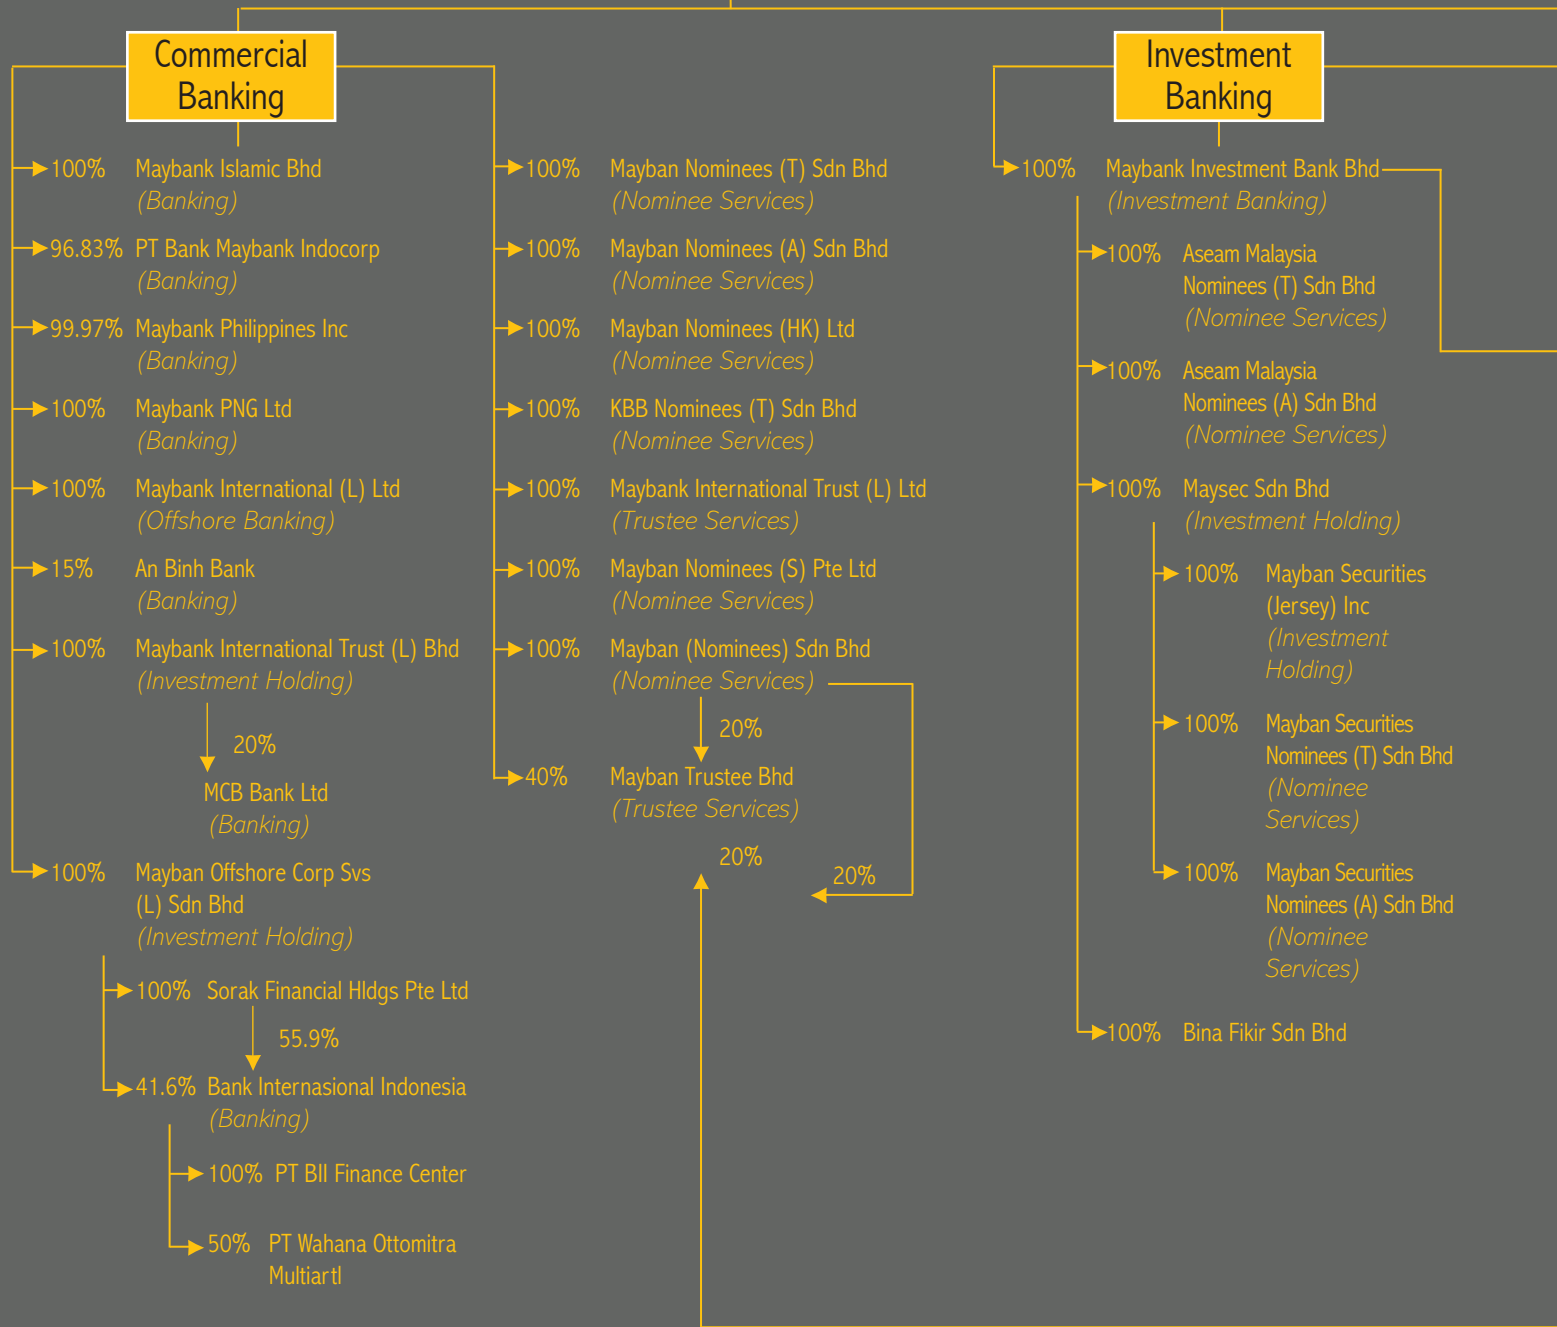 Commercial
Banking
100% Maybank Islamic Bhd
(Banking)
96.83% PT Bank Maybank Indocorp
(Banking)
99.97% Maybank Philippines Inc
(Banking)
100% Maybank PNG Ltd
(Banking)
100% Maybank International (L) Ltd
(Offshore Banking)
15% An Binh Bank
(Banking)
100% Maybank International Trust (L) Bhd
(Investment Holding)
20%
MCB Bank Ltd
(Banking)
100% Mayban Offshore Corp Svs
(L) Sdn Bhd
(Investment Holding)
100% Sorak Financial Hldgs Pte Ltd
55.9%
41.6% Bank Internasional Indonesia
(Banking)
100% PT BII Finance Center
50% PT Wahana Ottomitra
Multiartl
100% Mayban Nominees (T) Sdn Bhd
(Nominee Services)
100% Mayban Nominees (A) Sdn Bhd
(Nominee Services)
100% Mayban Nominees (HK) Ltd
(Nominee Services)
100% KBB Nominees (T) Sdn Bhd
(Nominee Services)
100% Maybank International Trust (L) Ltd
(Trustee Services)
100% Mayban Nominees (S) Pte Ltd
(Nominee Services)
100% Mayban (Nominees) Sdn Bhd
(Nominee Services)
20%
40% Mayban Trustee Bhd
(Trustee Services)
20%
20%
Investment
Banking
100% Maybank Investment Bank Bhd
(Investment Banking)
100% Aseam Malaysia
Nominees (T) Sdn Bhd
(Nominee Services)
100% Aseam Malaysia
Nominees (A) Sdn Bhd
(Nominee Services)
100% Maysec Sdn Bhd
(Investment Holding)
100% Mayban Securities
(Jersey) Inc
(Investment
Holding)
100% Mayban Securities
Nominees (T) Sdn Bhd
(Nominee
Services)
100% Mayban Securities
Nominees (A) Sdn Bhd
(Nominee
Services)
100% Bina Fikir Sdn Bhd